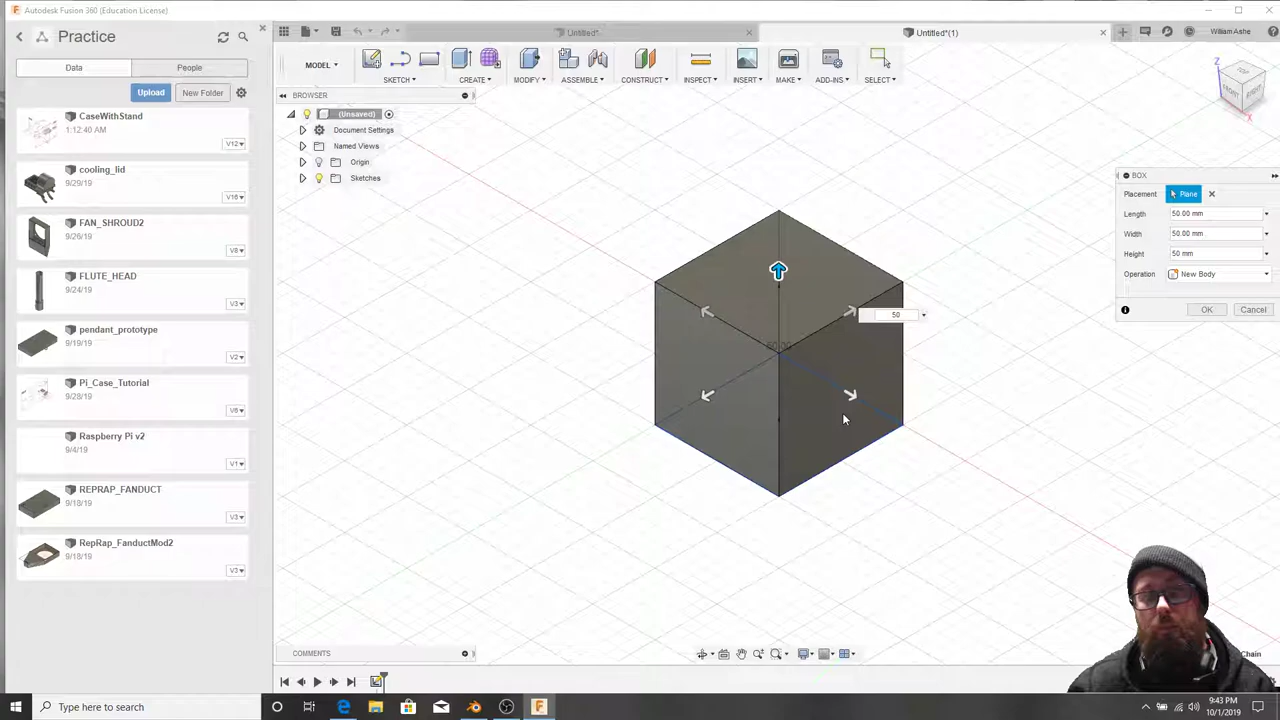 Autodesk Fusion 360 (Education License)
Practice
Untitled*
Untitled*(1)
William Ashe
Data
People
MODEL
SKETCH
CREATE
MODIFY
ASSEMBLE
CONSTRUCT
INSPECT
INSERT
MAKE
ADD-INS
SELECT
Upload
New Folder
BROWSER
(Unsaved)
Document Settings
Named Views
Origin
Sketches
CaseWithStand
1:12:40 AM
V12
cooling_lid
9/29/19
V16
FAN_SHROUD2
9/26/19
V8
FLUTE_HEAD
9/24/19
V3
pendant_prototype
9/19/19
V2
Pi_Case_Tutorial
9/28/19
V6
Raspberry Pi v2
9/4/19
V1
REPRAP_FANDUCT
9/18/19
V3
RepRap_FanductMod2
9/18/19
V3
Z
TOP
FRONT
RIGHT
X
BOX
Placement
Plane
Length
50.00 mm
Width
50.00 mm
Height
50 mm
Operation
New Body
OK
Cancel
50
COMMENTS
Chain
Type here to search
9:43 PM
10/1/2019